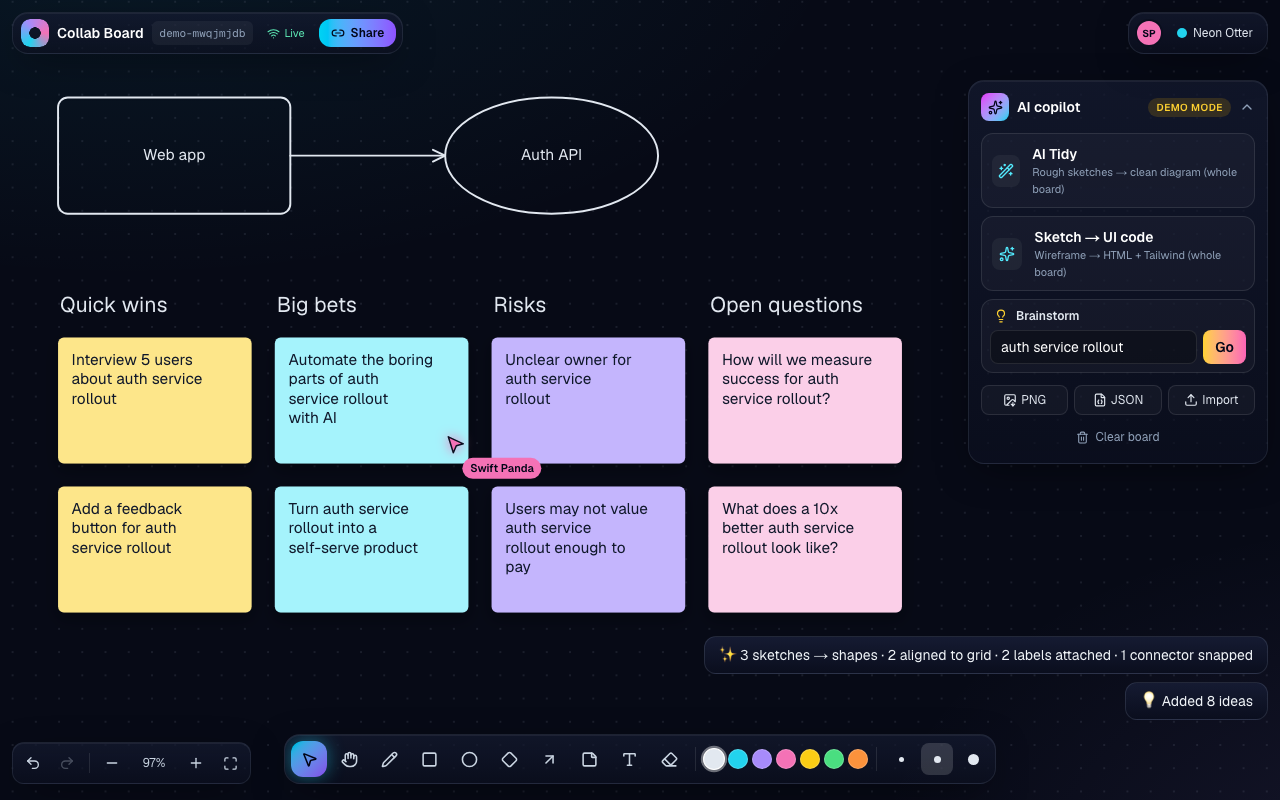 Collab Board demo-mwqjmjdb Live Share
SP Neon Otter
Web app
Auth API
AI copilot DEMO MODE
AI Tidy
Rough sketches → clean diagram (whole
board)
Sketch → UI code
Wireframe → HTML + Tailwind (whole
board)
Brainstorm
auth service rollout Go
PNG JSON Import
Clear board
Quick wins
Big bets
Risks
Open questions
Interview 5 users
about auth service
rollout
Automate the boring
parts of auth
service rollout
with AI
Unclear owner for
auth service
rollout
How will we measure
success for auth
service rollout?
Swift Panda
Add a feedback
button for auth
service rollout
Turn auth service
rollout into a
self-serve product
Users may not value
auth service
rollout enough to
pay
What does a 10x
better auth service
rollout look like?
✨ 3 sketches → shapes · 2 aligned to grid · 2 labels attached · 1 connector snapped
💡 Added 8 ideas
97%
T